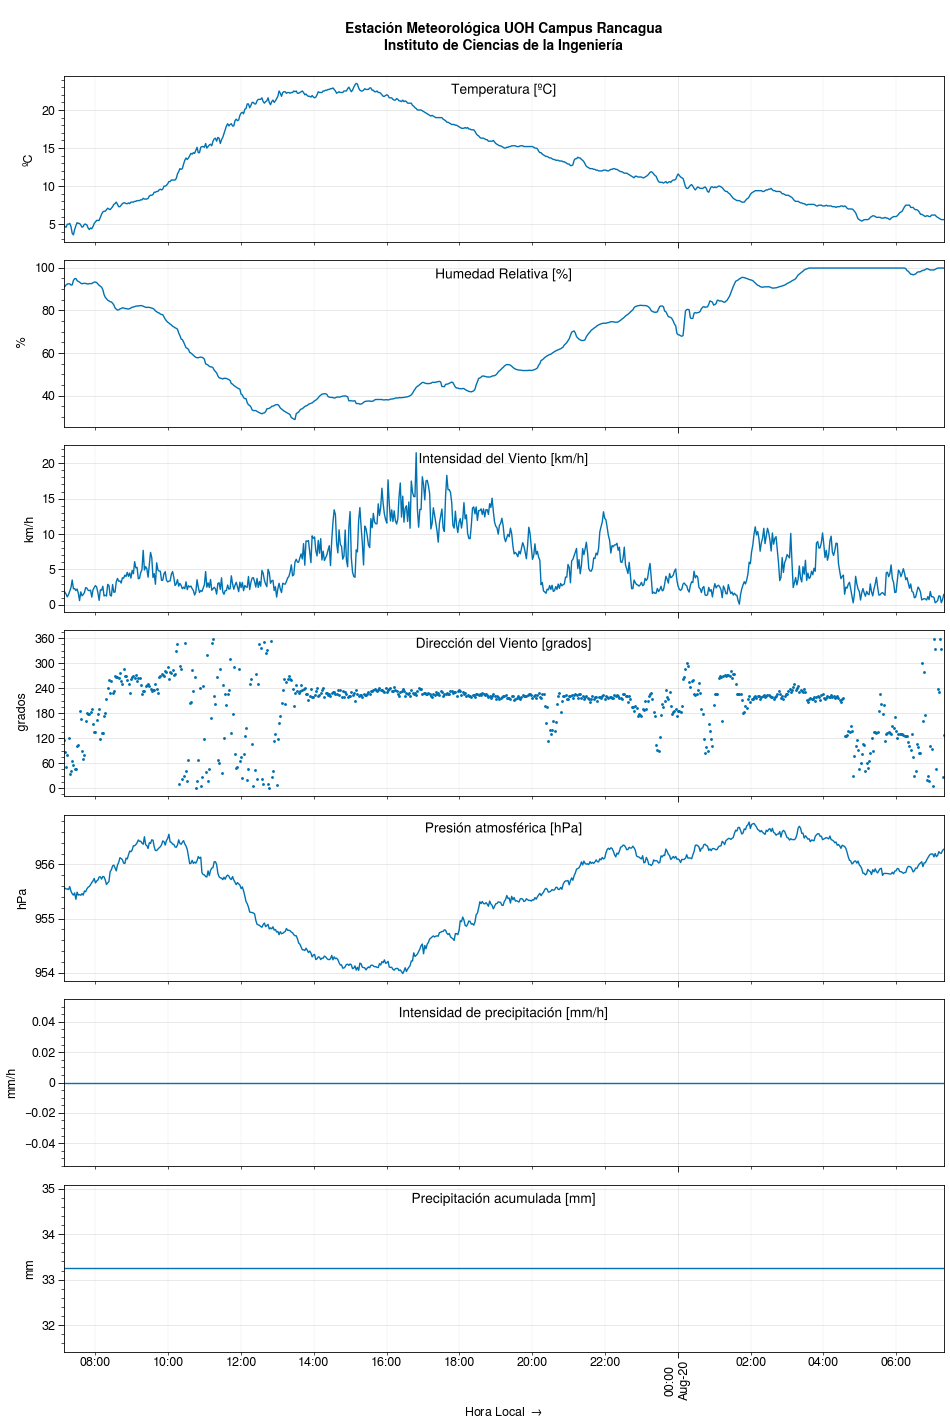 Estación Meteorológica UOH Campus Rancagua
Instituto de Ciencias de la Ingeniería
Temperatura [ºC]
ºC
20
15
10
5
Humedad Relativa [%]
%
100
80
60
40
Intensidad del Viento [km/h]
km/h
20
15
10
5
0
Dirección del Viento [grados]
grados
360
300
240
180
120
60
0
Presión atmosférica [hPa]
hPa
956
955
954
Intensidad de precipitación [mm/h]
mm/h
0.04
0.02
0
−0.02
−0.04
Precipitación acumulada [mm]
mm
35
34
33
32
08:00 10:00 12:00 14:00 16:00 18:00 20:00 22:00 00:00 02:00 04:00 06:00
Aug-20
Hora Local →